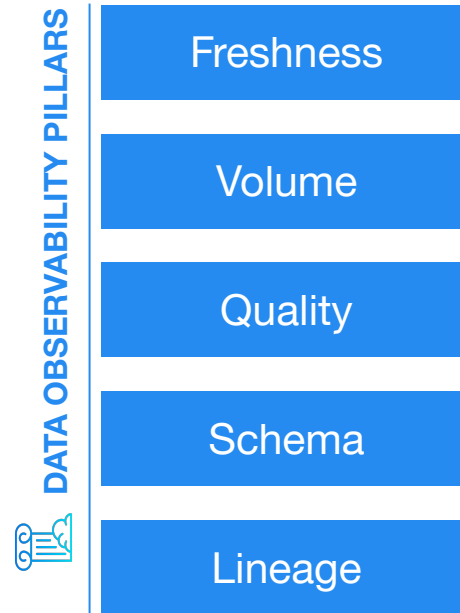 DATA OBSERVABILITY PILLARS
Freshness
Volume
Quality
Schema
Lineage